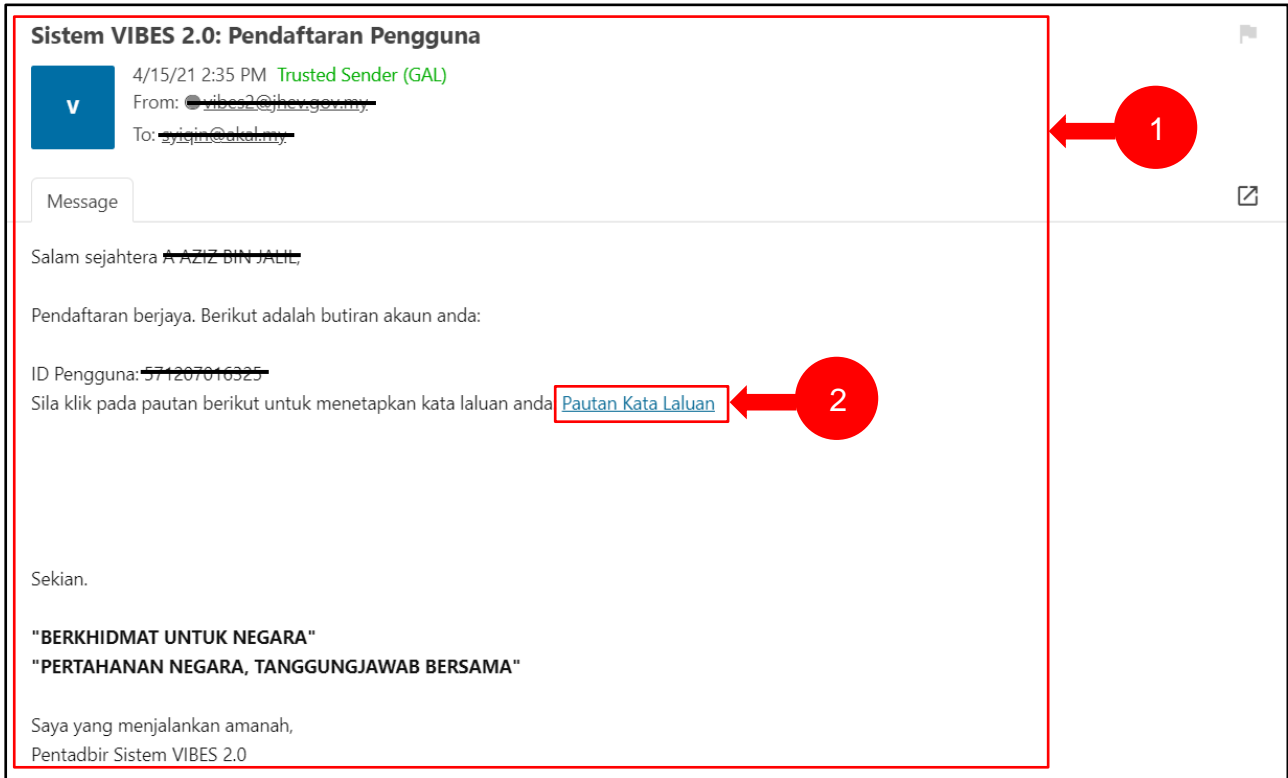 Sistem VIBES 2.0: Pendaftaran Pengguna
V
4/15/21 2:35 PM Trusted Sender (GAL)
From:
To:
1
Message
Salam sejahtera
Pendaftaran berjaya. Berikut adalah butiran akaun anda:
ID Pengguna:
Sila klik pada pautan berikut untuk menetapkan kata laluan anda Pautan Kata Laluan
2
Sekian.
"BERKHIDMAT UNTUK NEGARA"
"PERTAHANAN NEGARA, TANGGUNGJAWAB BERSAMA"
Saya yang menjalankan amanah,
Pentadbir Sistem VIBES 2.0